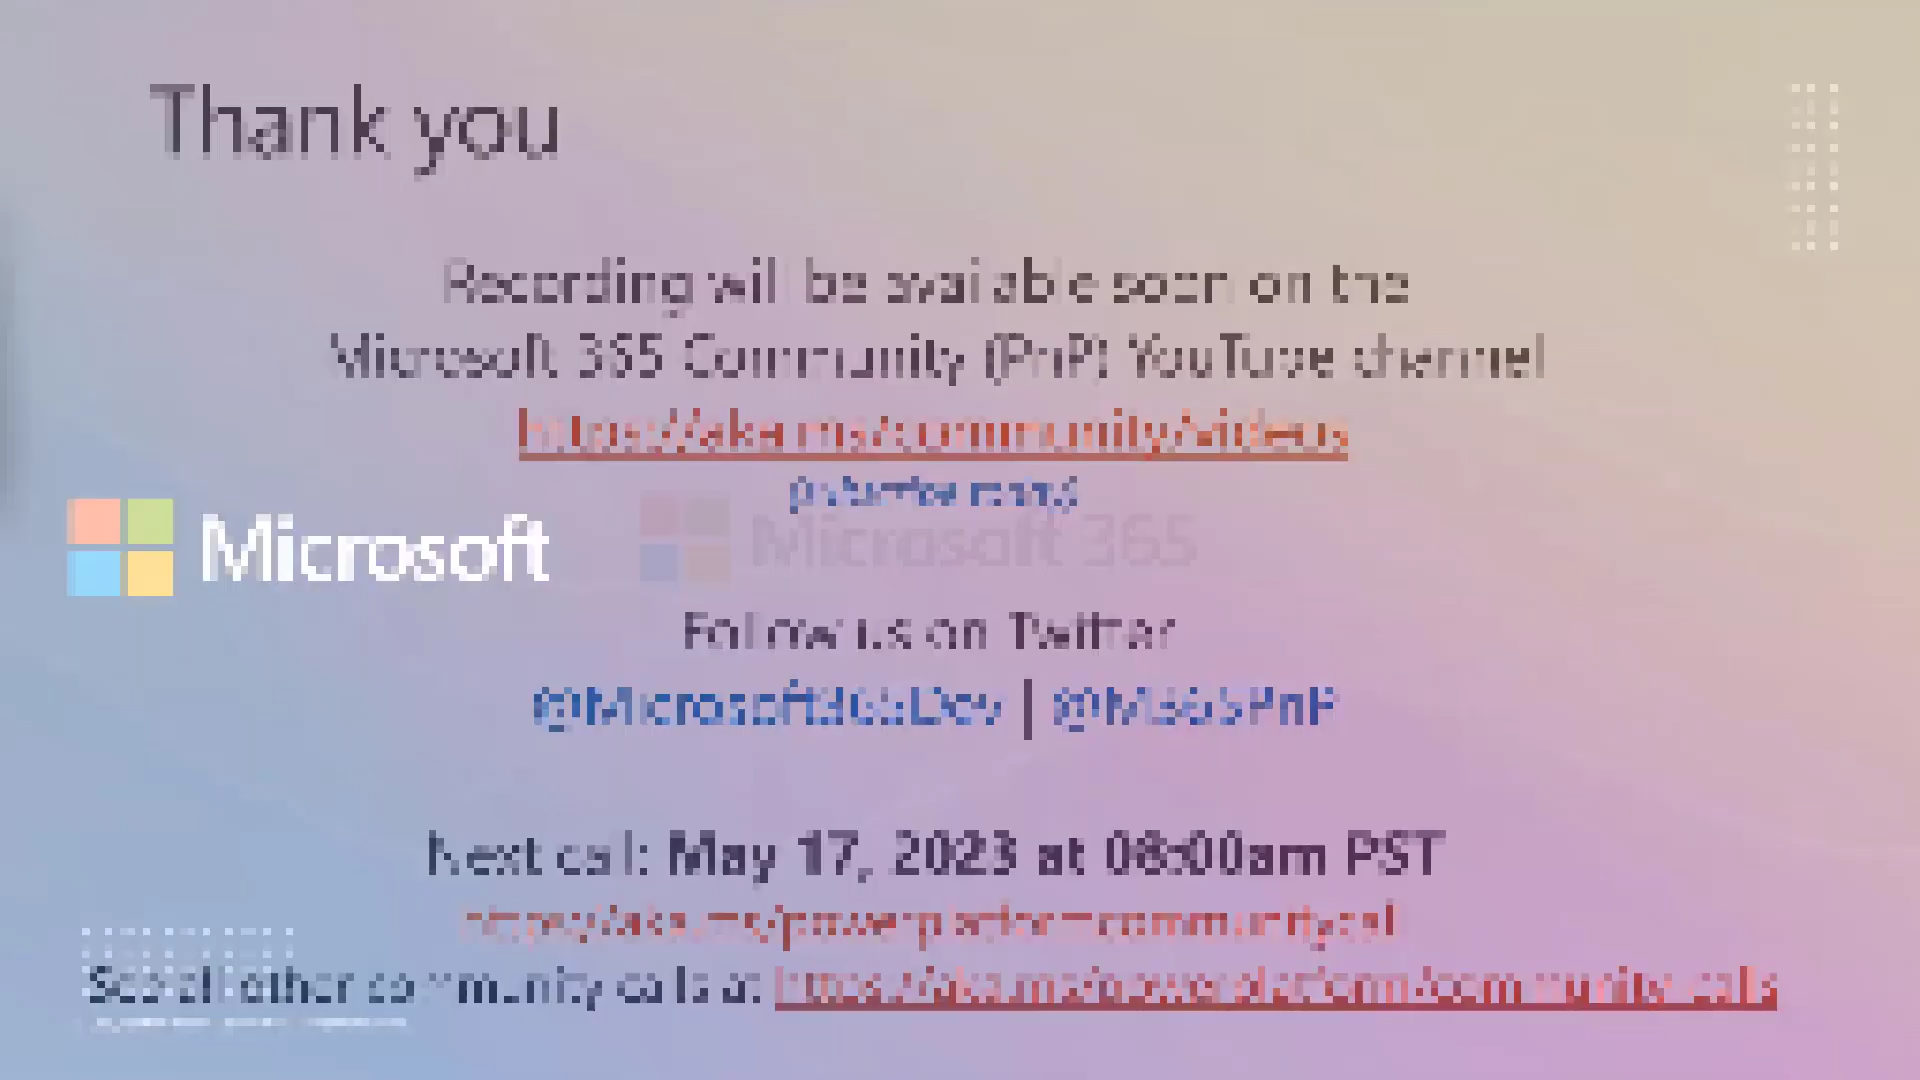 Thank you
Recording will be available soon on the
Microsoft 365 Community (PnP) YouTube channel
https://aka.ms/community/videos
(subscribe today)
Microsoft
Microsoft 365
Follow us on Twitter
@Microsoft365Dev | @M365PnP
Next call: May 17, 2023 at 08:00am PST
https://aka.ms/powerplatformcommunitycall
See all other community calls at https://aka.ms/powerplatform/community-calls